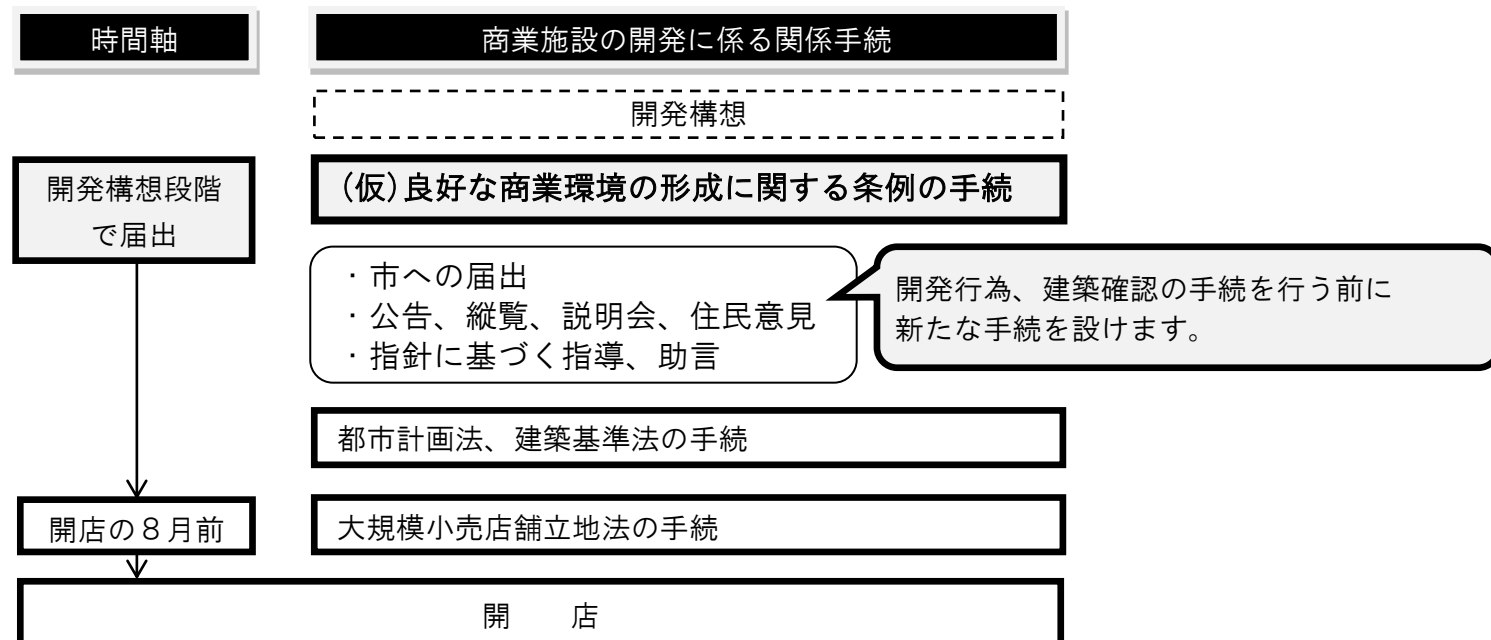 時間軸
商業施設の開発に係る関係手続
開発構想
開発構想段階
で届出
(仮)良好な商業環境の形成に関する条例の手続
・市への届出
・公告、縦覧、説明会、住民意見
・指針に基づく指導、助言
開発行為、建築確認の手続を行う前に
新たな手続を設けます。
都市計画法、建築基準法の手続
開店の８月前
大規模小売店舗立地法の手続
開　　店